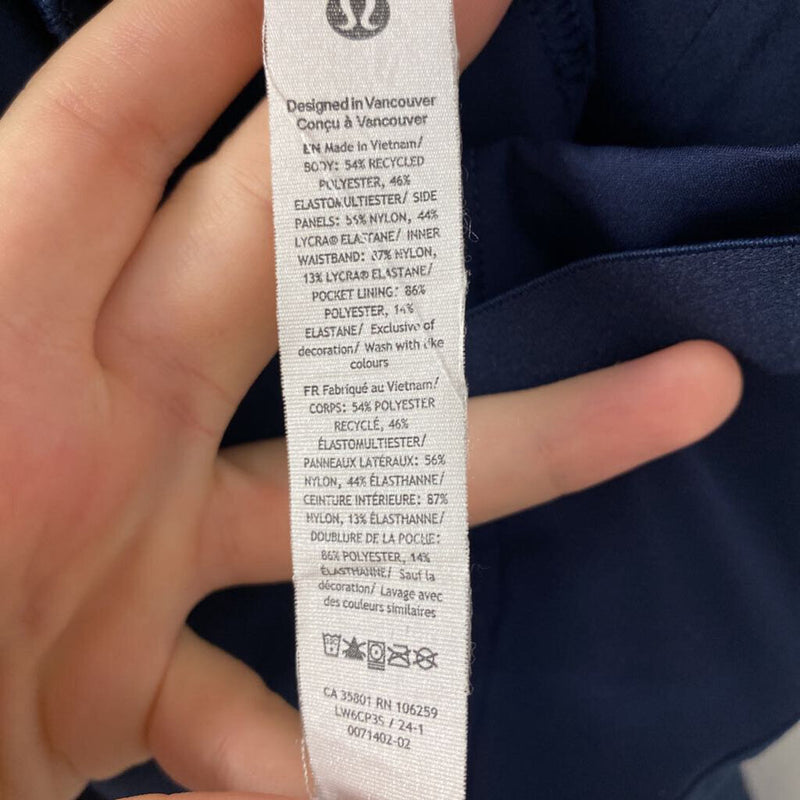 Designed in Vancouver
Conçu à Vancouver
EN Made in Vietnam/
BODY: 54% RECYCLED
POLYESTER, 46%
ELASTOMULTIESTER/ SIDE
PANELS: 56% NYLON, 44%
LYCRA® ELASTANE/ INNER
WAISTBAND: 87% NYLON,
13% LYCRA® ELASTANE/
POCKET LINING: 86%
POLYESTER, 14%
ELASTANE/ Exclusive of
decoration/ Wash with like
colours
FR Fabriqué au Vietnam/
CORPS: 54% POLYESTER
RECYCLÉ, 46%
ÉLASTOMULTIESTER/
PANNEAUX LATÉRAUX: 56%
NYLON, 44% ÉLASTHANNE/
CEINTURE INTÉRIEURE: 87%
NYLON, 13% ÉLASTHANNE/
DOUBLURE DE LA POCHE:
86% POLYESTER, 14%
ÉLASTHANNE/ Sauf la
décoration/ Lavage avec
des couleurs similaires
CA 35801 RN 106259
LW6CP3S / 24-1
0071402-02